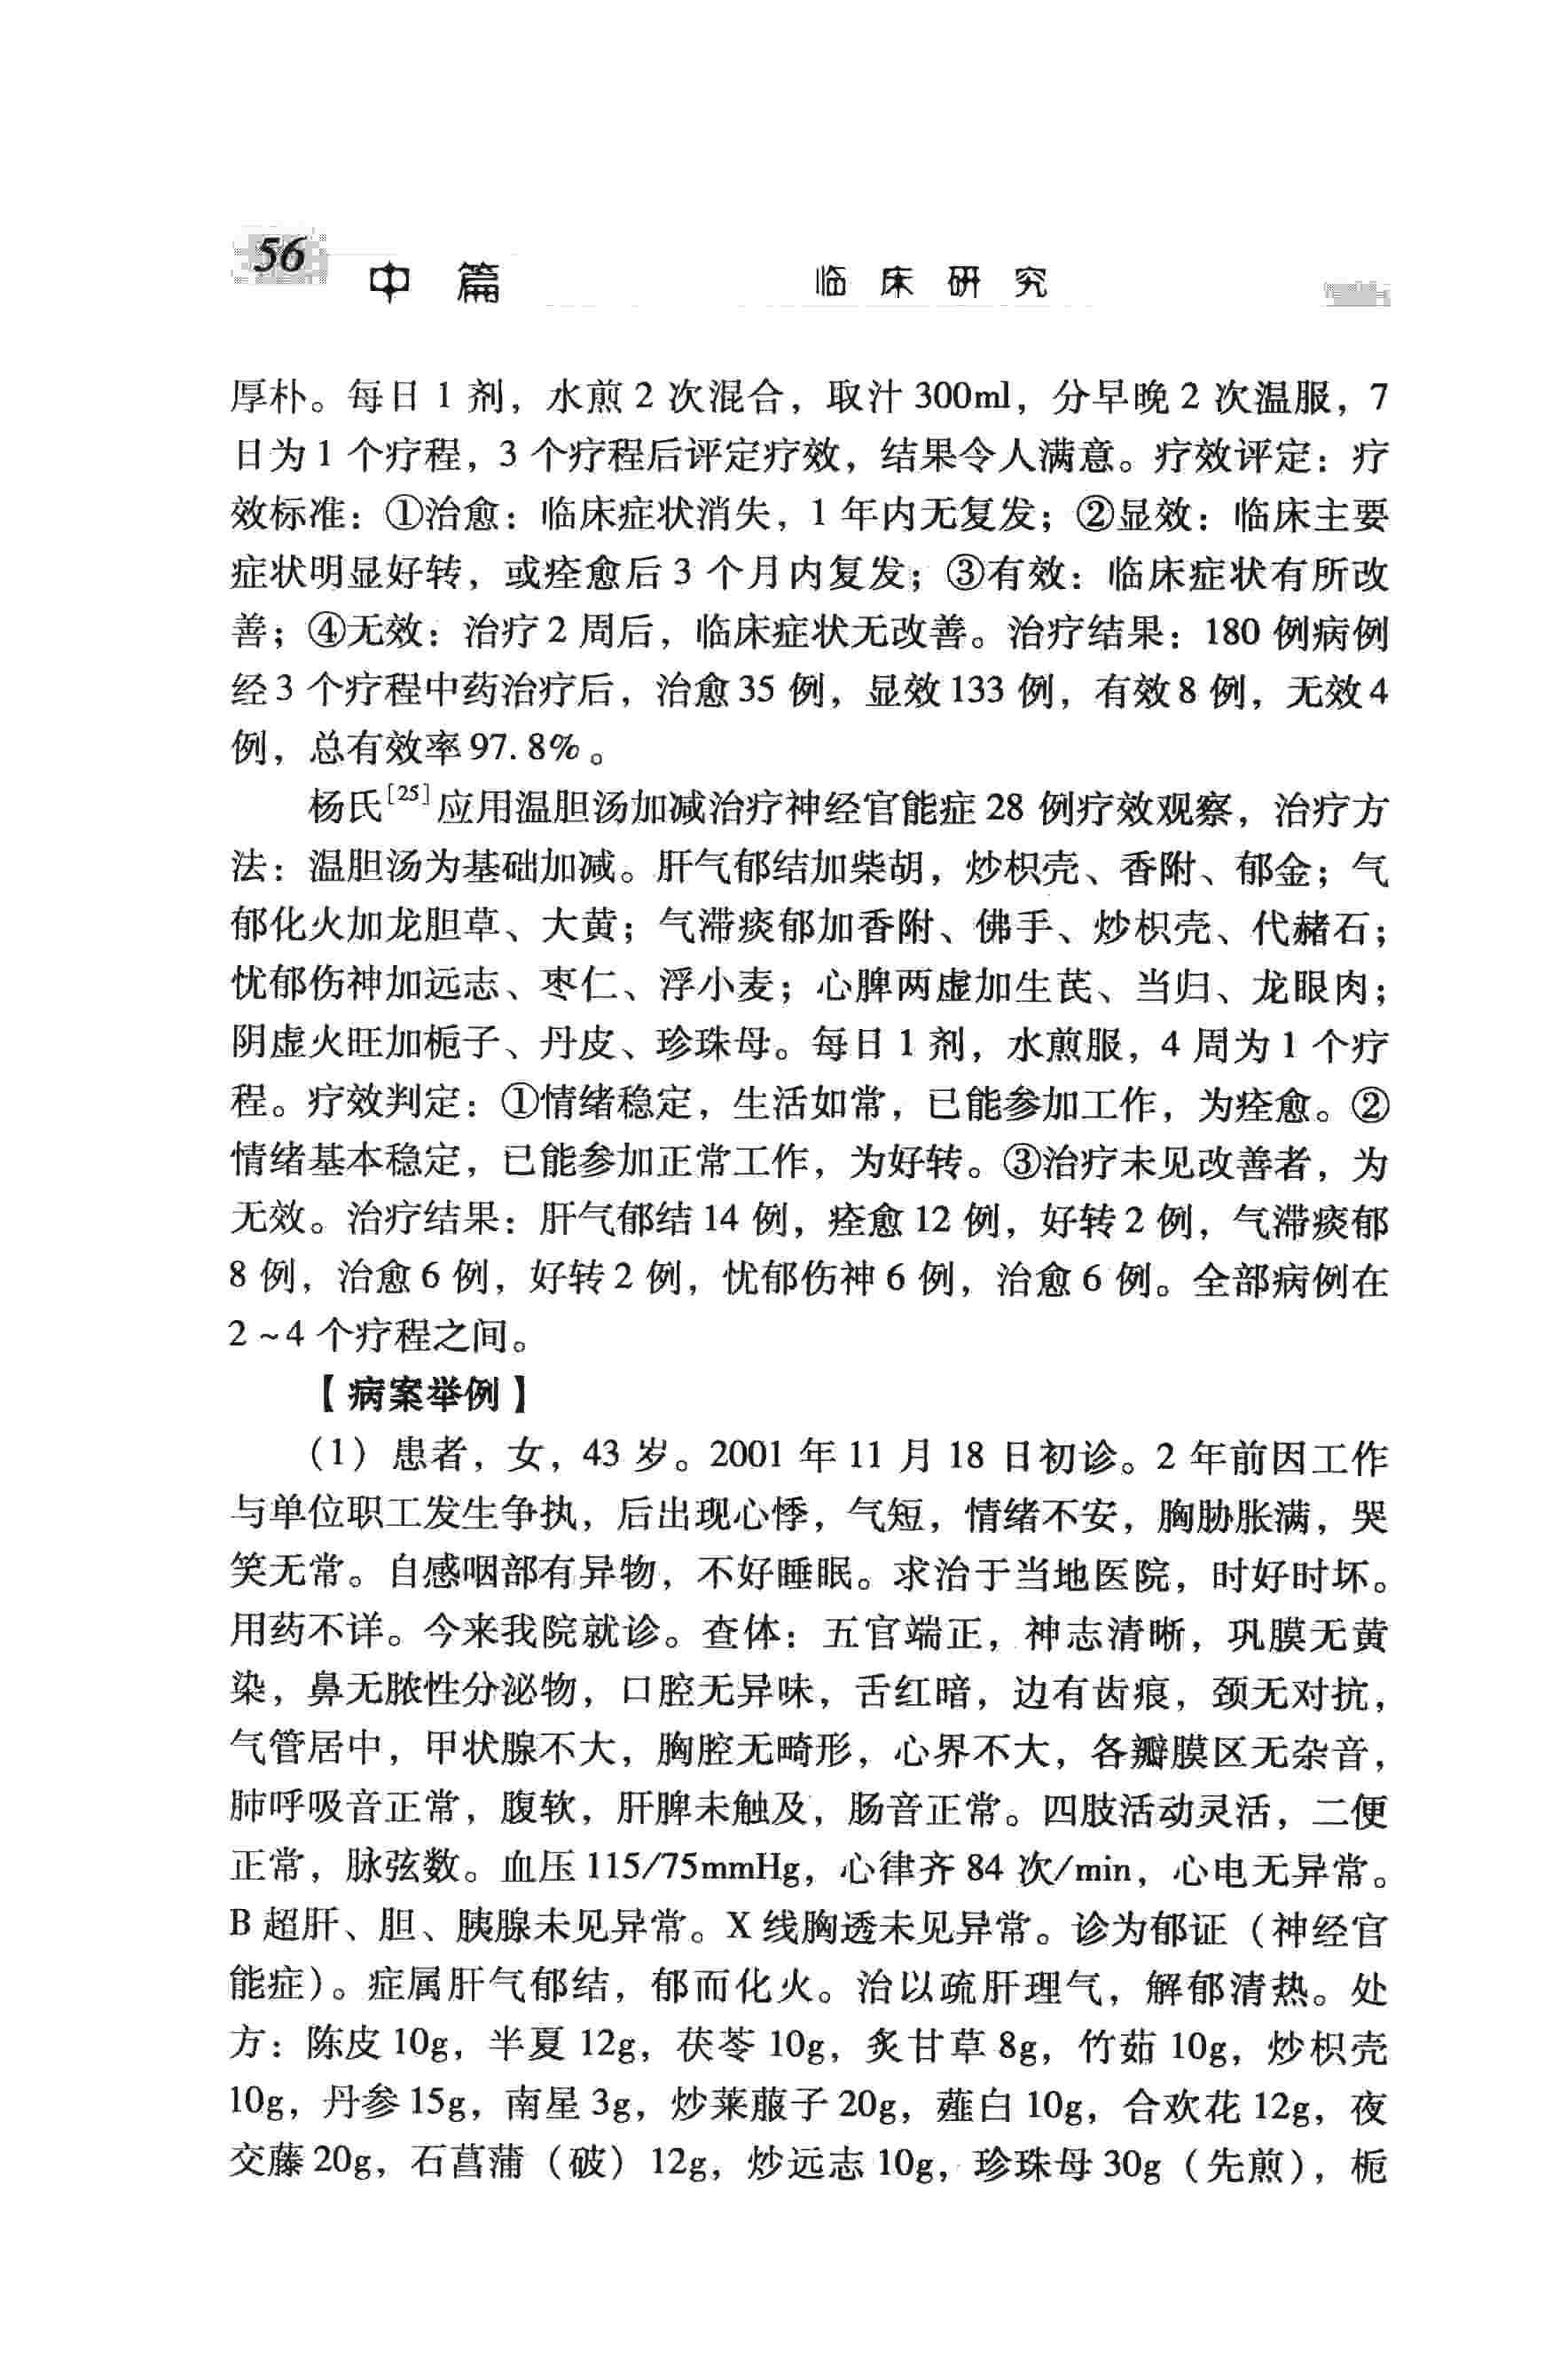 56
中 篇 临 床 研 究
厚朴。每日 1 剂，水煎 2 次混合，取汁 300ml，分早晚 2 次温服，7
日为 1 个疗程，3 个疗程后评定疗效，结果令人满意。疗效评定：疗
效标准：①治愈：临床症状消失，1 年内无复发；②显效：临床主要
症状明显好转，或痊愈后 3 个月内复发；③有效：临床症状有所改
善；④无效：治疗 2 周后，临床症状无改善。治疗结果：180 例病例
经 3 个疗程中药治疗后，治愈 35 例，显效 133 例，有效 8 例，无效 4
例，总有效率 97.8%。
杨氏[25]应用温胆汤加减治疗神经官能症 28 例疗效观察，治疗方
法：温胆汤为基础加减。肝气郁结加柴胡，炒枳壳、香附、郁金；气
郁化火加龙胆草、大黄；气滞痰郁加香附、佛手、炒枳壳、代赭石；
忧郁伤神加远志、枣仁、浮小麦；心脾两虚加生芪、当归、龙眼肉；
阴虚火旺加栀子、丹皮、珍珠母。每日 1 剂，水煎服，4 周为 1 个疗
程。疗效判定：①情绪稳定，生活如常，已能参加工作，为痊愈。②
情绪基本稳定，已能参加正常工作，为好转。③治疗未见改善者，为
无效。治疗结果：肝气郁结 14 例，痊愈 12 例，好转 2 例，气滞痰郁
8 例，治愈 6 例，好转 2 例，忧郁伤神 6 例，治愈 6 例。全部病例在
2～4 个疗程之间。
【病案举例】
（1）患者，女，43 岁。2001 年 11 月 18 日初诊。2 年前因工作
与单位职工发生争执，后出现心悸，气短，情绪不安，胸胁胀满，哭
笑无常。自感咽部有异物，不好睡眠。求治于当地医院，时好时坏。
用药不详。今来我院就诊。查体：五官端正，神志清晰，巩膜无黄
染，鼻无脓性分泌物，口腔无异味，舌红暗，边有齿痕，颈无对抗，
气管居中，甲状腺不大，胸腔无畸形，心界不大，各瓣膜区无杂音，
肺呼吸音正常，腹软，肝脾未触及，肠音正常。四肢活动灵活，二便
正常，脉弦数。血压 115/75mmHg，心律齐 84 次/min，心电无异常。
B 超肝、胆、胰腺未见异常。X 线胸透未见异常。诊为郁证（神经官
能症）。症属肝气郁结，郁而化火。治以疏肝理气，解郁清热。处
方：陈皮 10g，半夏 12g，茯苓 10g，炙甘草 8g，竹茹 10g，炒枳壳
10g，丹参 15g，南星 3g，炒莱菔子 20g，薤白 10g，合欢花 12g，夜
交藤 20g，石菖蒲（破）12g，炒远志 10g，珍珠母 30g（先煎），栀